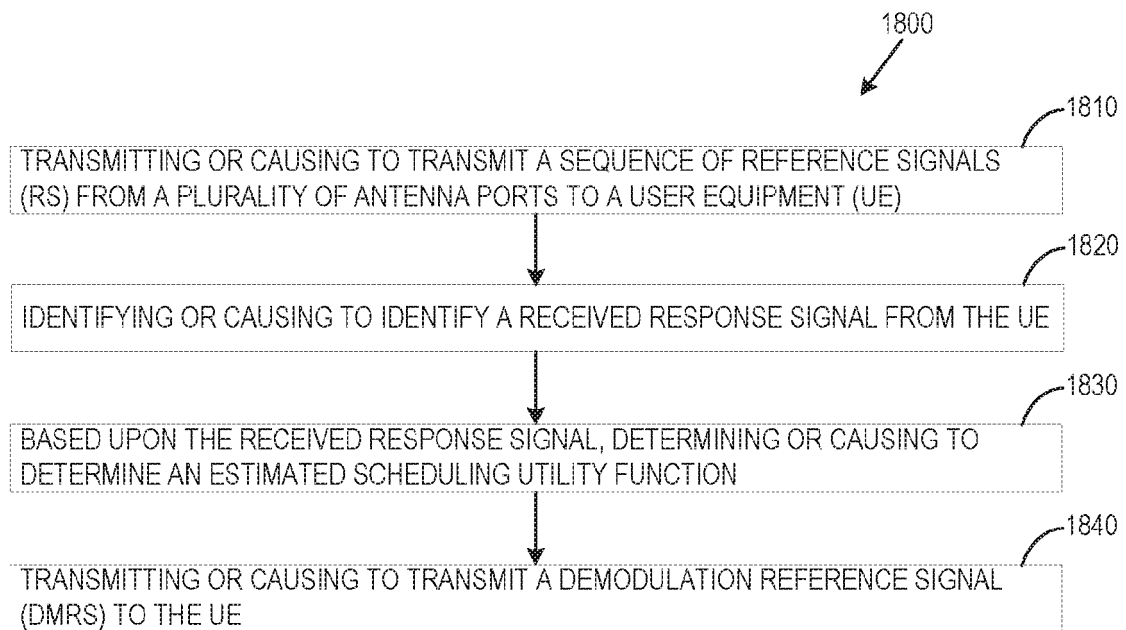 1800
1810
TRANSMITTING OR CAUSING TO TRANSMIT A SEQUENCE OF REFERENCE SIGNALS
(RS) FROM A PLURALITY OF ANTENNA PORTS TO A USER EQUIPMENT (UE)
1820
IDENTIFYING OR CAUSING TO IDENTIFY A RECEIVED RESPONSE SIGNAL FROM THE UE
1830
BASED UPON THE RECEIVED RESPONSE SIGNAL, DETERMINING OR CAUSING TO
DETERMINE AN ESTIMATED SCHEDULING UTILITY FUNCTION
1840
TRANSMITTING OR CAUSING TO TRANSMIT A DEMODULATION REFERENCE SIGNAL
(DMRS) TO THE UE